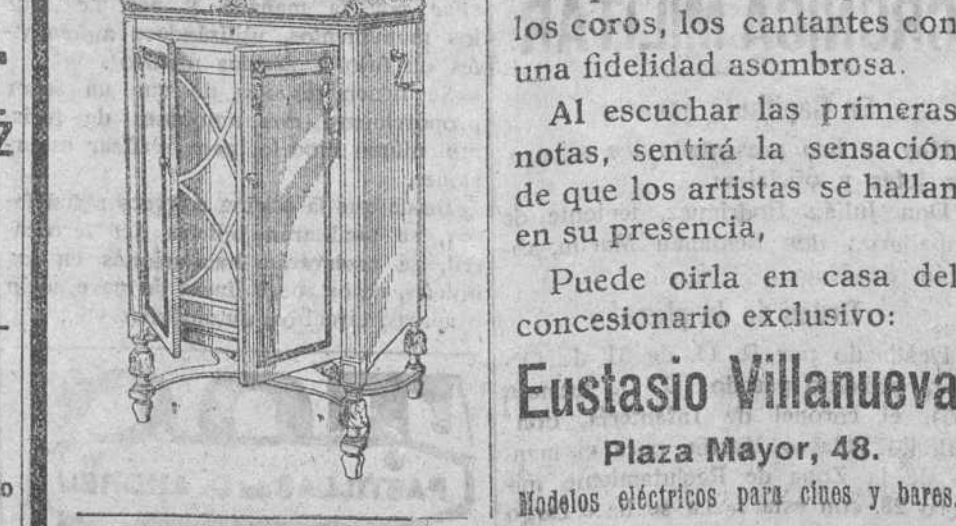 los coros, los cantantes con
una fidelidad asombrosa.
Al escuchar las primeras
notas, sentirá la sensación
de que los artistas se hallan
en su presencia,
Puede oirla en casa del
concesionario exclusivo:
Eustasio Villanueva
Plaza Mayor, 48.
Modelos eléctricos para cines y bares.